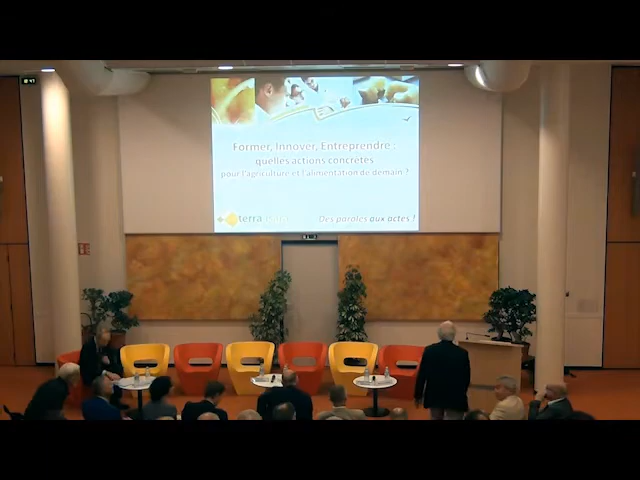 Former, Innover, Entreprendre :
quelles actions concrètes
pour l'agriculture et l'alimentation de demain ?
terra
Des paroles aux actes !